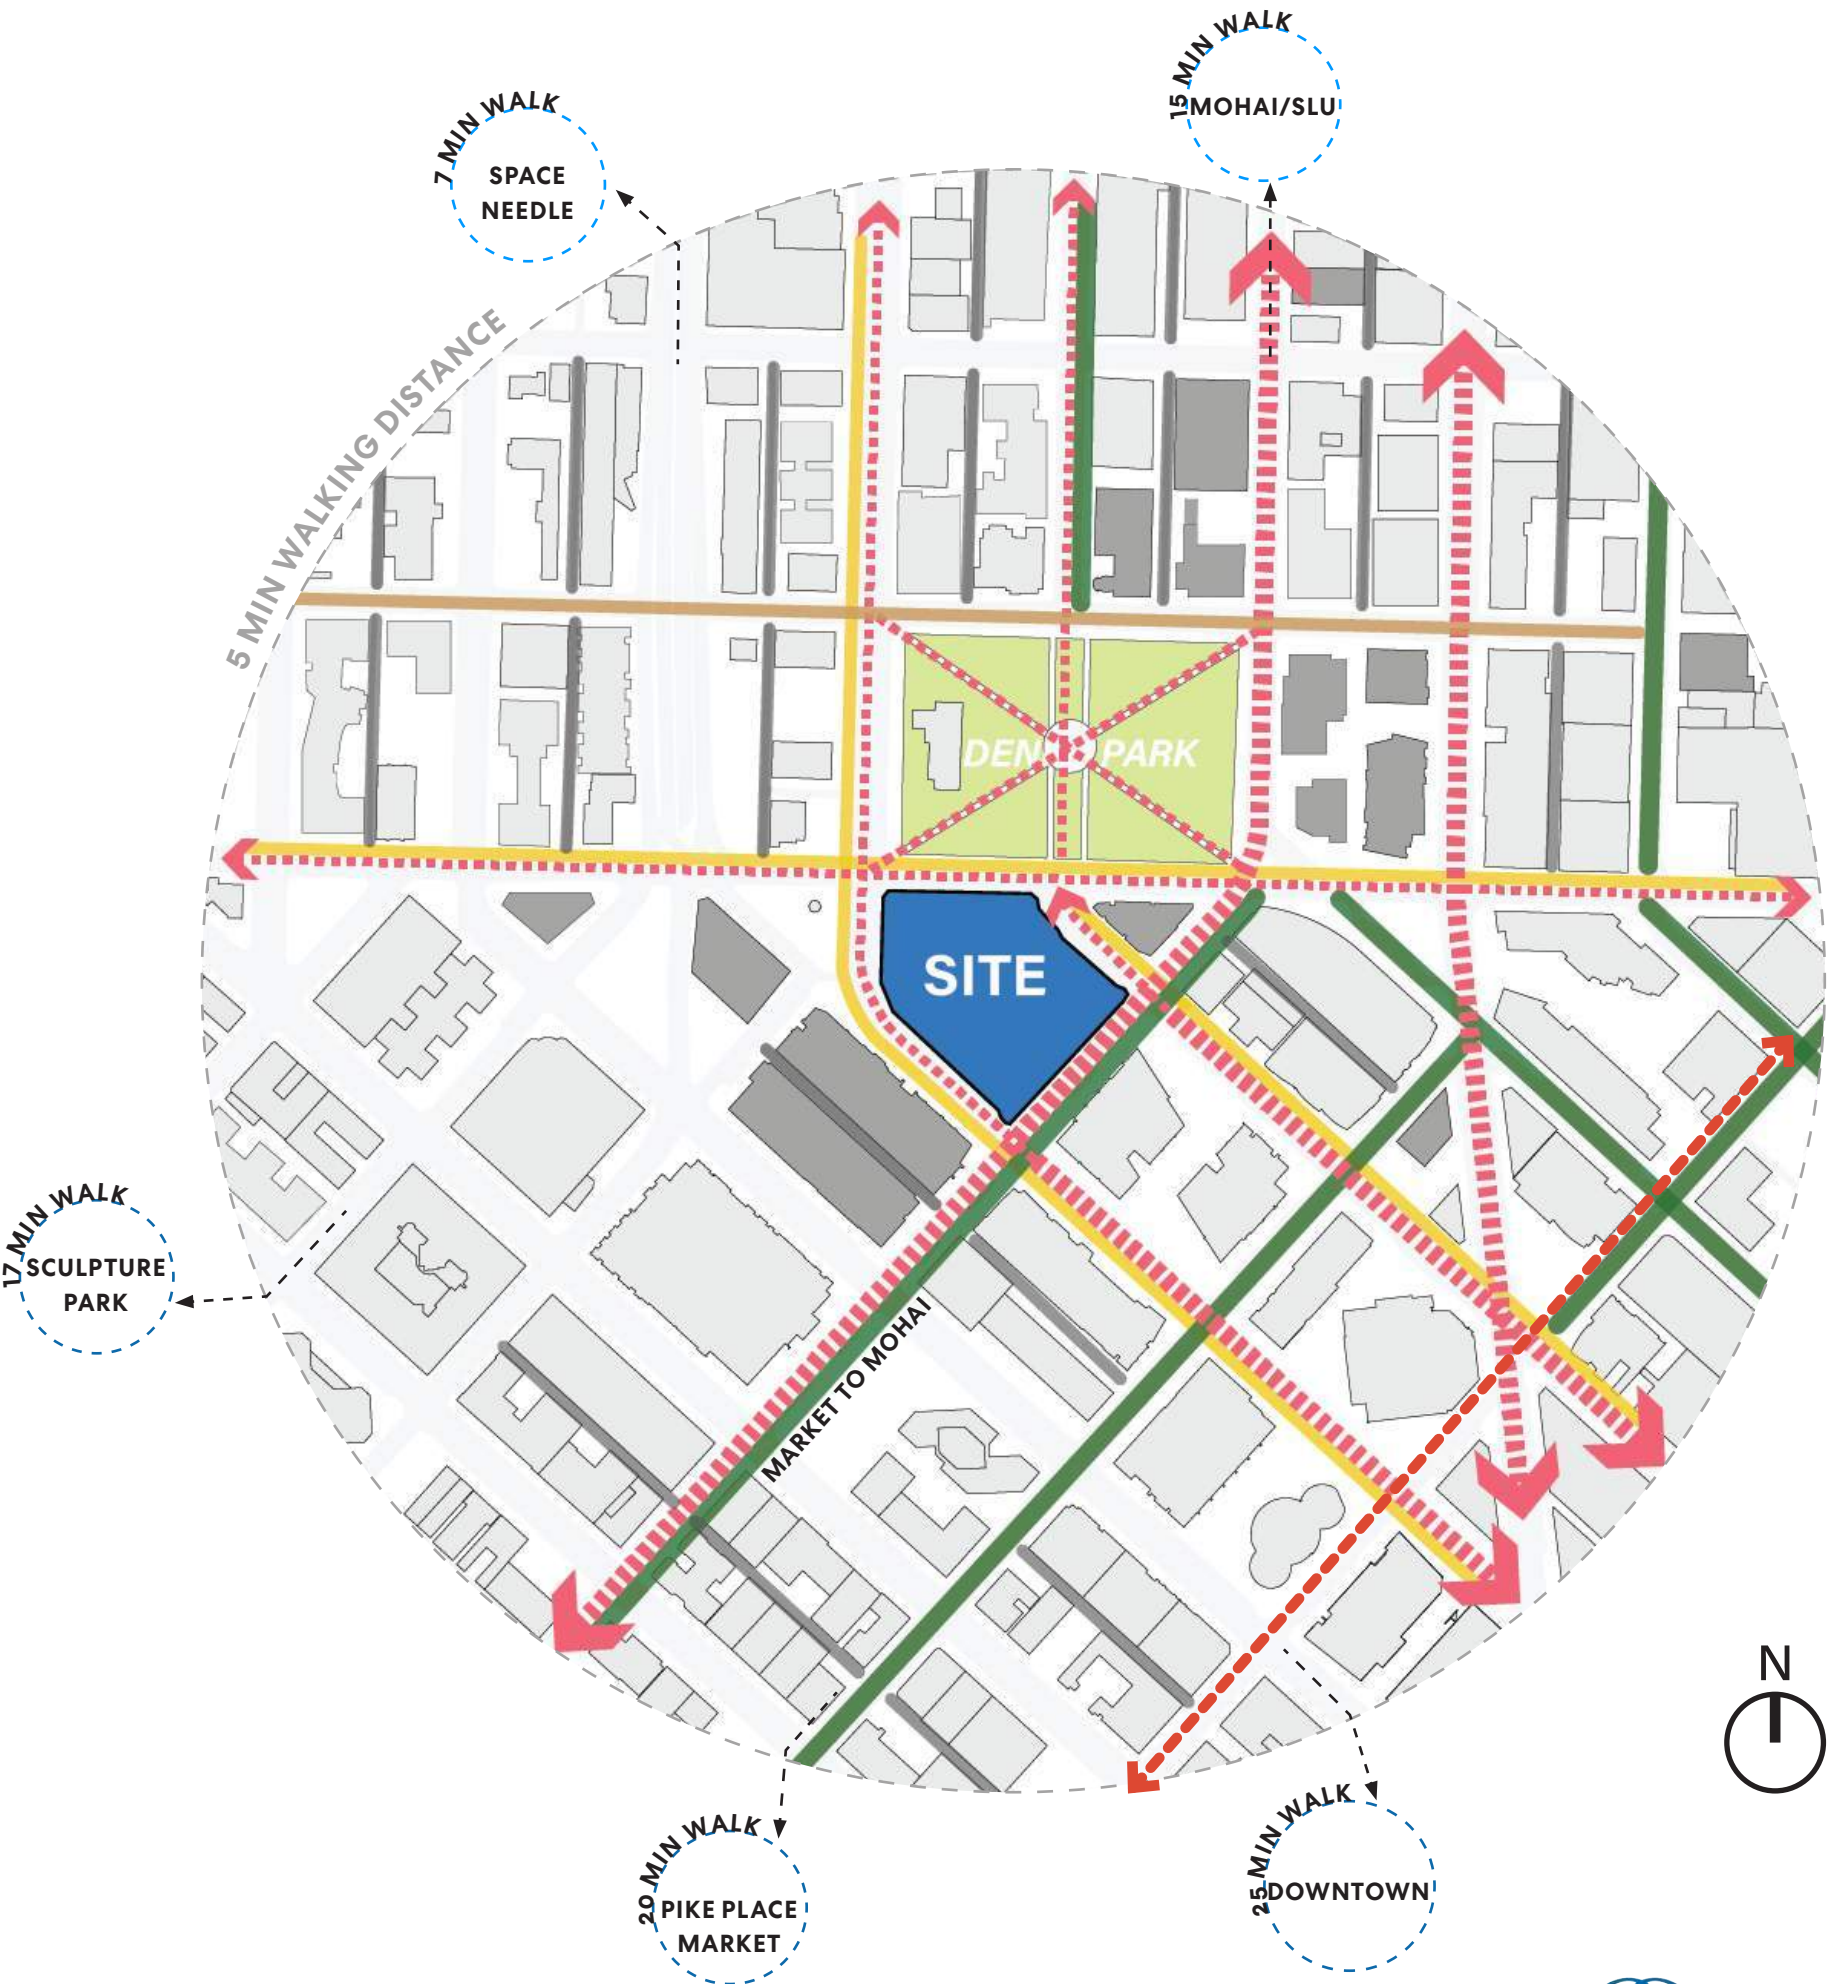 15 MIN WALK
MOHAI/SLU
7 MIN WALK
SPACE
NEEDLE
5 MIN WALKING DISTANCE
DEN PARK
SITE
17 MIN WALK
SCULPTURE
PARK
MARKET TO MOHAI
N
20 MIN WALK
PIKE PLACE
MARKET
25 MIN WALK
DOWNTOWN